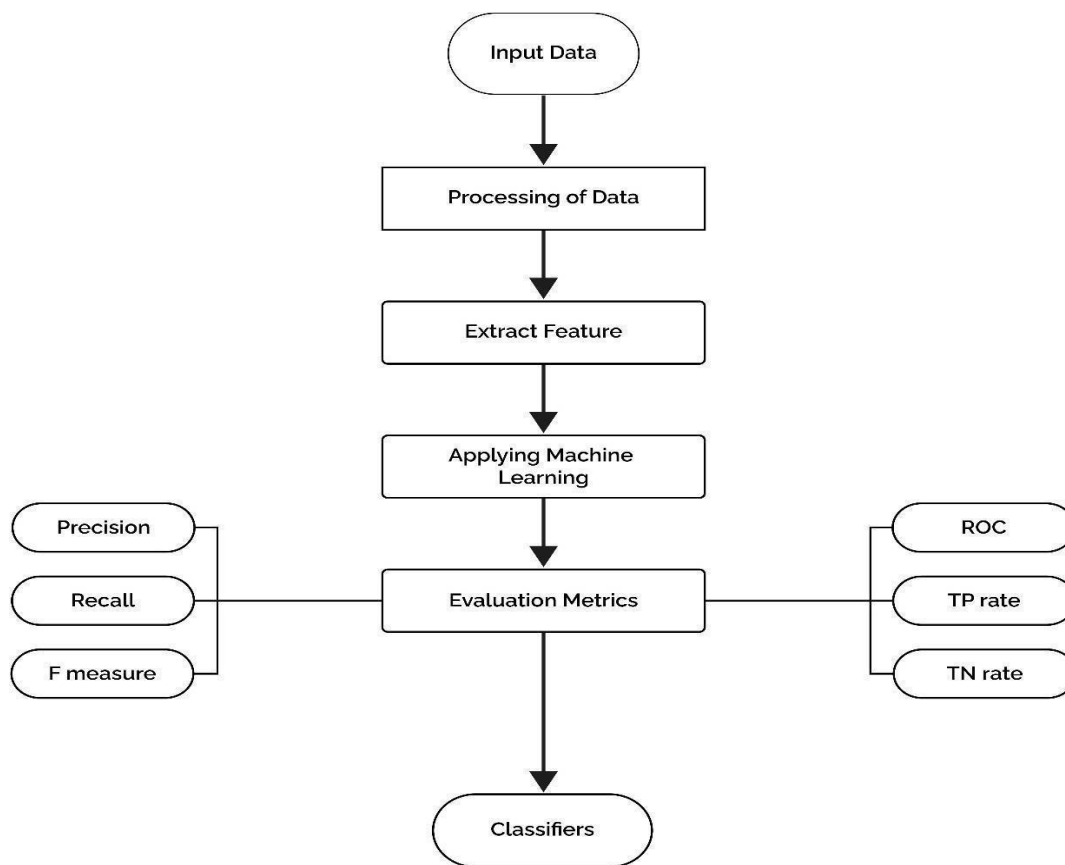 Input Data
Processing of Data
Extract Feature
Applying Machine
Learning
Precision
ROC
Recall
Evaluation Metrics
TP rate
F measure
TN rate
Classifiers